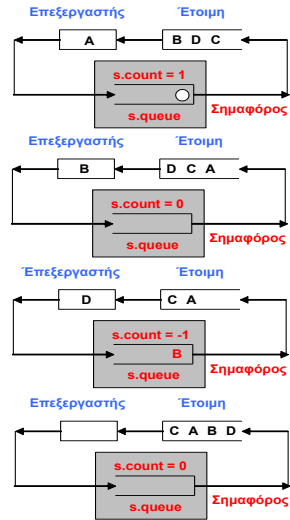 Επεξεργαστής Έτοιμη
A B D C
s.count = 1
s.queue Σημαφόρος
Επεξεργαστής Έτοιμη
B D C A
s.count = 0
s.queue Σημαφόρος
Έπεξεργαστής Έτοιμη
D C A
s.count = -1
B
s.queue Σημαφόρος
Επεξεργαστής Έτοιμη
C A B D
s.count = 0
s.queue Σημαφόρος